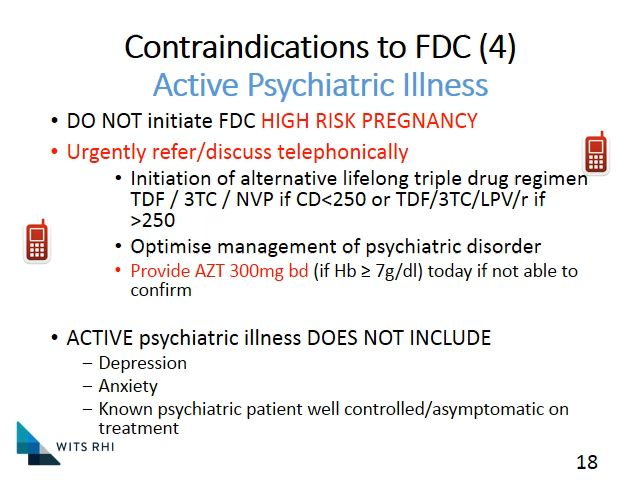 Contraindications to FDC (4)
Active Psychiatric Illness
• DO NOT initiate FDC HIGH RISK PREGNANCY
• Urgently refer/discuss telephonically
• Initiation of alternative lifelong triple drug regimen
TDF / 3TC / NVP if CD<250 or TDF/3TC/LPV/r if
>250
• Optimise management of psychiatric disorder
• Provide AZT 300mg bd (if Hb ≥ 7g/dl) today if not able to
confirm
• ACTIVE psychiatric illness DOES NOT INCLUDE
– Depression
– Anxiety
– Known psychiatric patient well controlled/asymptomatic on
treatment
WITS RHI
18